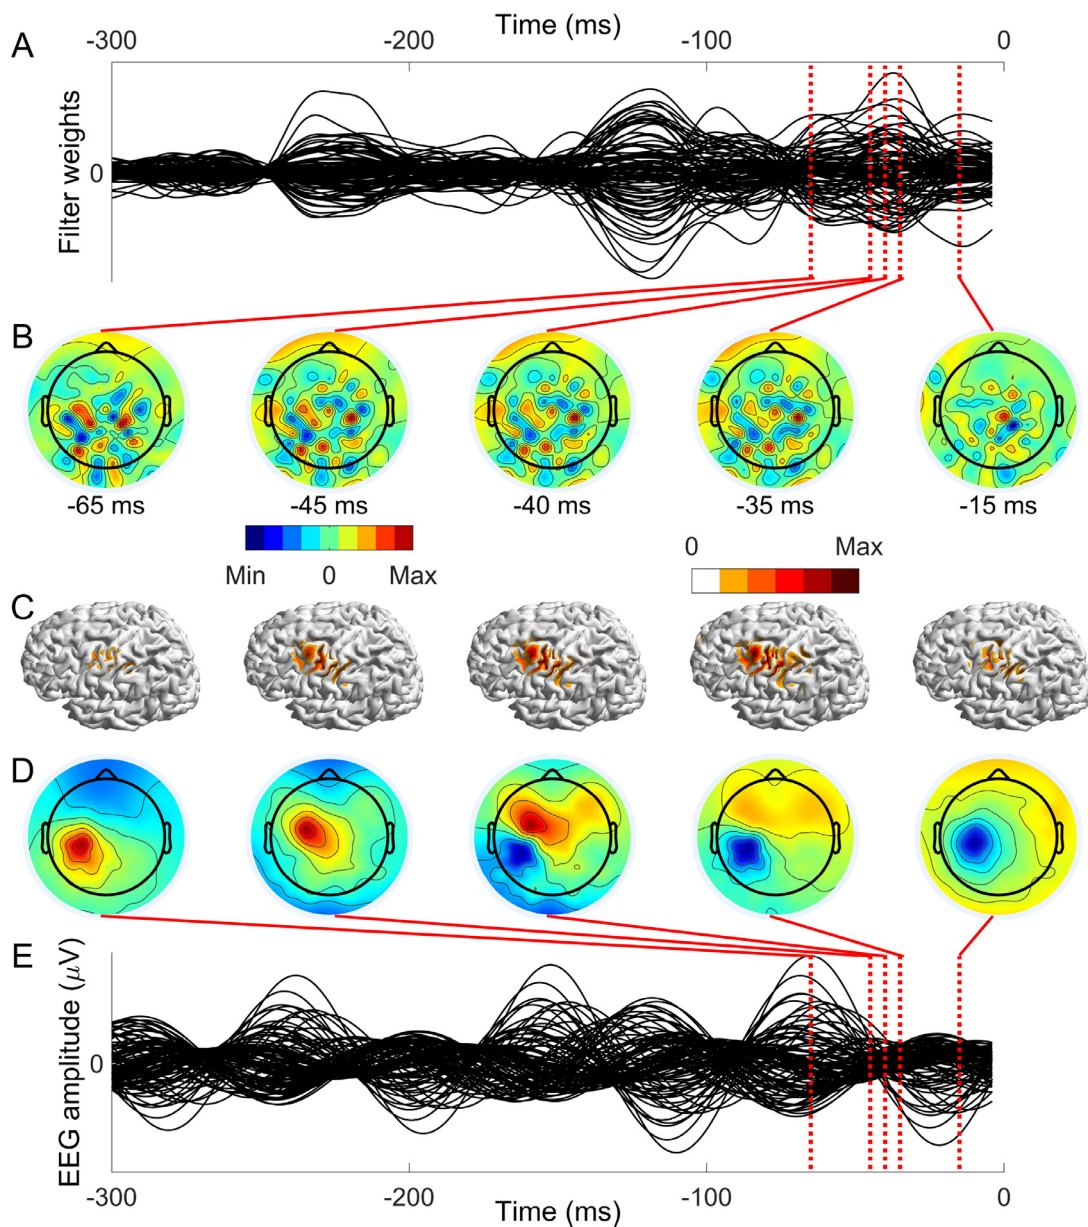 Time (ms)
A
-300 -200 -100 0
Filter weights
0
B
-65 ms -45 ms -40 ms -35 ms -15 ms
Min 0 Max
0 Max
C
D
E
EEG amplitude (μV)
0
-300 -200 -100 0
Time (ms)